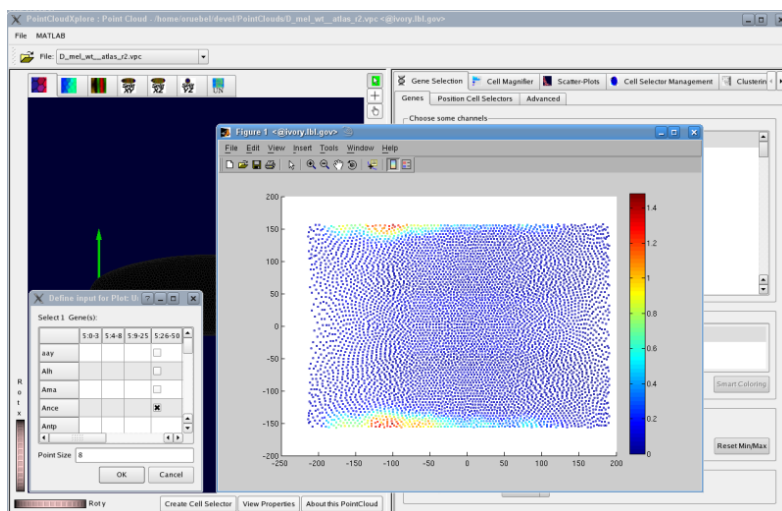 PointCloudXplore : Point Cloud - /home/oruebel/devel/PointClouds/D_mel_wt__atlas_r2.vpc <@ivory.lbl.gov>
File MATLAB
File: D_mel_wt__atlas_r2.vpc
XY XZ YZ UN
Gene Selection Cell Magnifier Scatter-Plots Cell Selector Management Clustering
Genes Position Cell Selectors Advanced
Choose some channels
Figure 1 <@ivory.lbl.gov>
File Edit View Insert Tools Window Help
200
150
100
50
0
-50
-100
-150
-200
-250 -200 -150 -100 -50 0 50 100 150 200
1.4
1.2
1
0.8
0.6
0.4
0.2
0
Define input for Plot: U
Select 1 Gene(s):
5:0-3 5:4-8 5:9-25 5:26-50
aay
Alh
Ama
Ance
Antp
Point Size 8
OK Cancel
Smart Coloring
Reset Min/Max
Rot x
Rot y
Create Cell Selector View Properties About this PointCloud